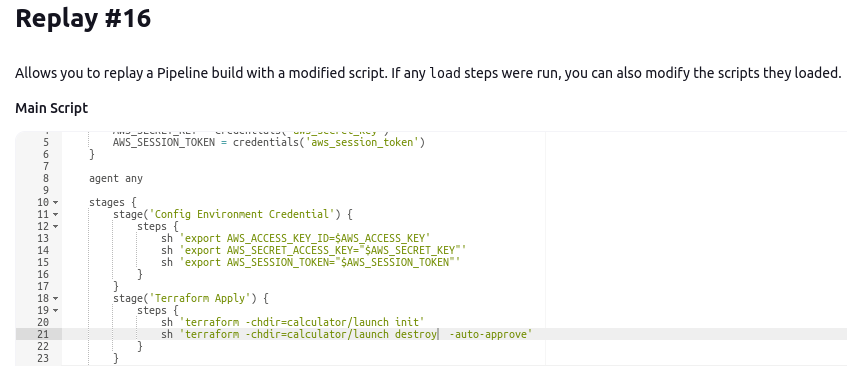 Replay #16
Allows you to replay a Pipeline build with a modified script. If any load steps were run, you can also modify the scripts they loaded.
Main Script
4 AWS_SECRET_KEY = credentials('aws_secret_key')
5 AWS_SESSION_TOKEN = credentials('aws_session_token')
6 }
7
8 agent any
9
10 stages {
11 stage('Config Environment Credential') {
12 steps {
13 sh 'export AWS_ACCESS_KEY_ID=$AWS_ACCESS_KEY'
14 sh 'export AWS_SECRET_ACCESS_KEY="$AWS_SECRET_KEY"'
15 sh 'export AWS_SESSION_TOKEN="$AWS_SESSION_TOKEN"'
16 }
17 }
18 stage('Terraform Apply') {
19 steps {
20 sh 'terraform -chdir=calculator/launch init'
21 sh 'terraform -chdir=calculator/launch destroy -auto-approve'
22 }
23 }